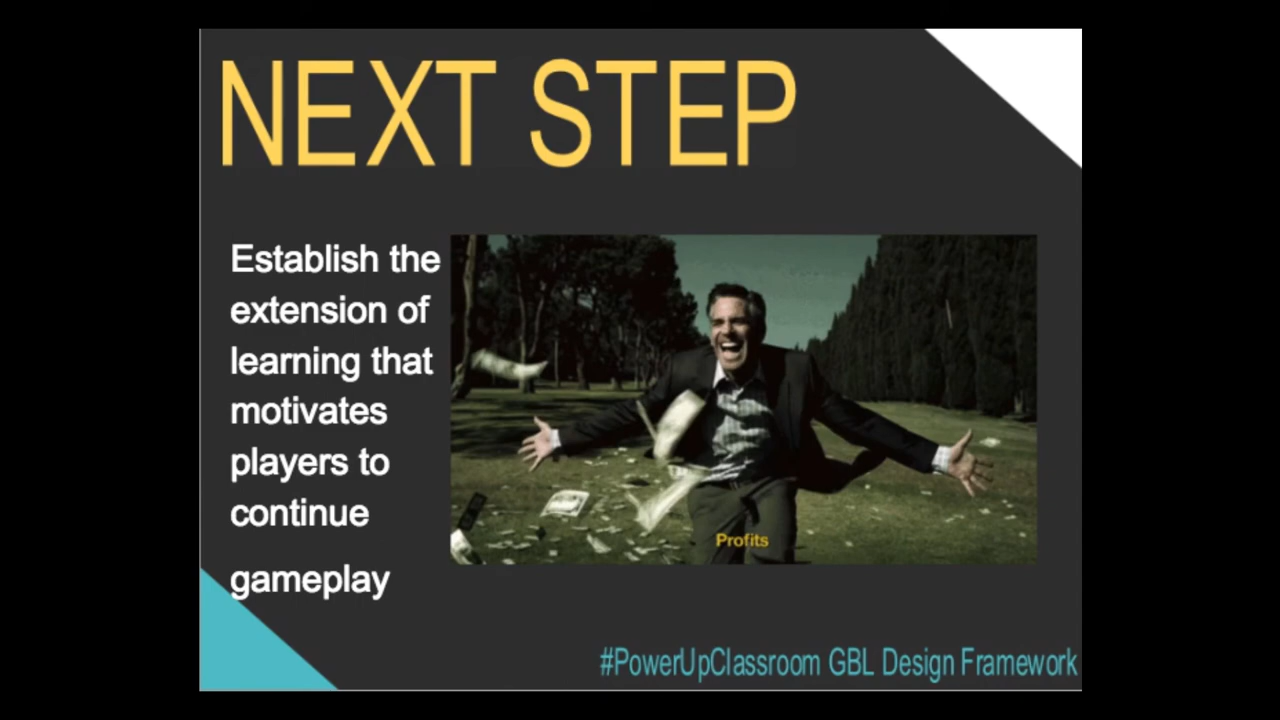 NEXT STEP
Establish the
extension of
learning that
motivates
players to
continue
gameplay
Profits
#PowerUpClassroom GBL Design Framework